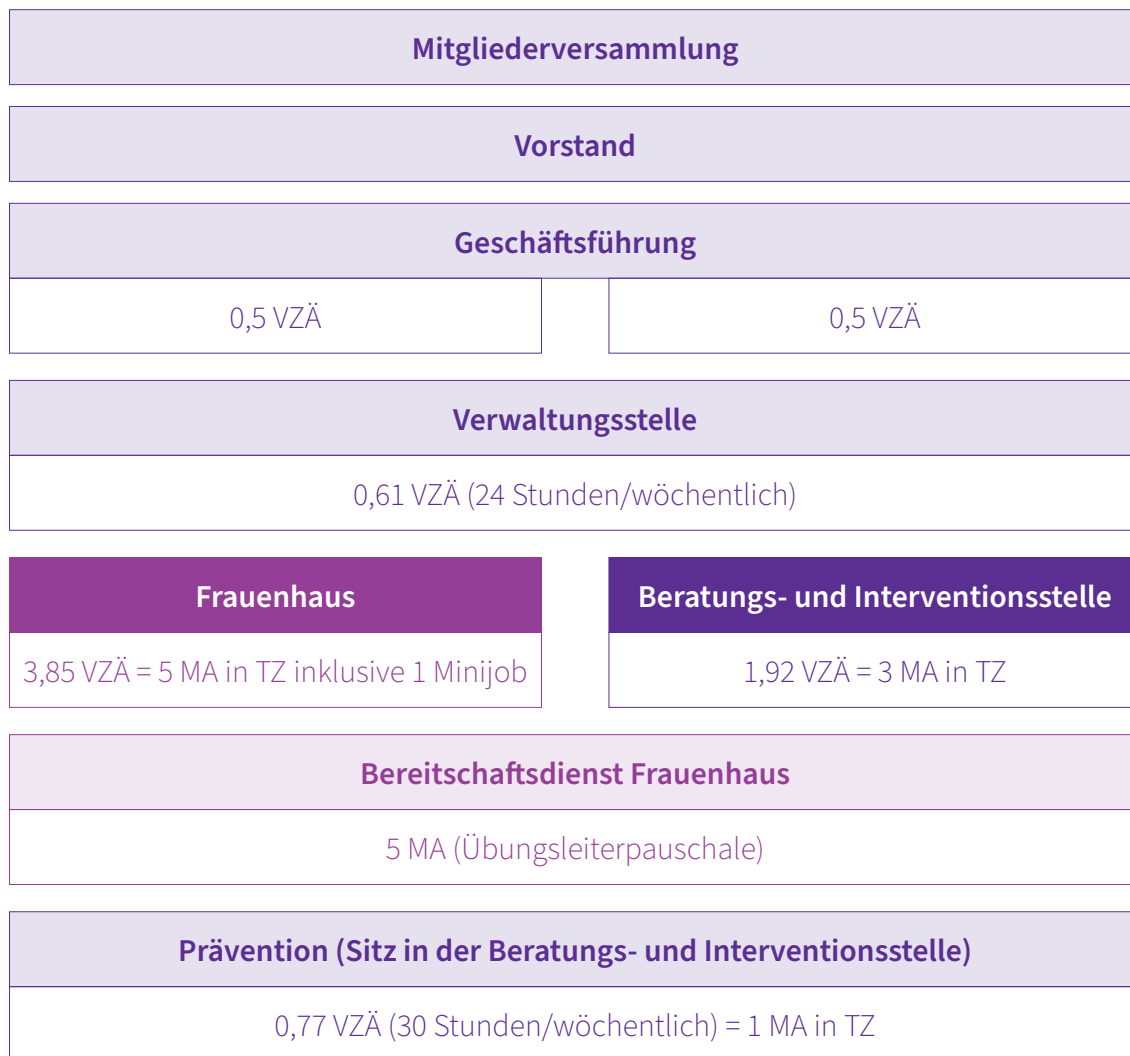 Mitgliederversammlung
Vorstand
Geschäftsführung
0,5 VZÄ
0,5 VZÄ
Verwaltungsstelle
0,61 VZÄ (24 Stunden/wöchentlich)
Frauenhaus
3,85 VZÄ = 5 MA in TZ inklusive 1 Minijob
Beratungs- und Interventionsstelle
1,92 VZÄ = 3 MA in TZ
Bereitschaftsdienst Frauenhaus
5 MA (Übungsleiterpauschale)
Prävention (Sitz in der Beratungs- und Interventionsstelle)
0,77 VZÄ (30 Stunden/wöchentlich) = 1 MA in TZ